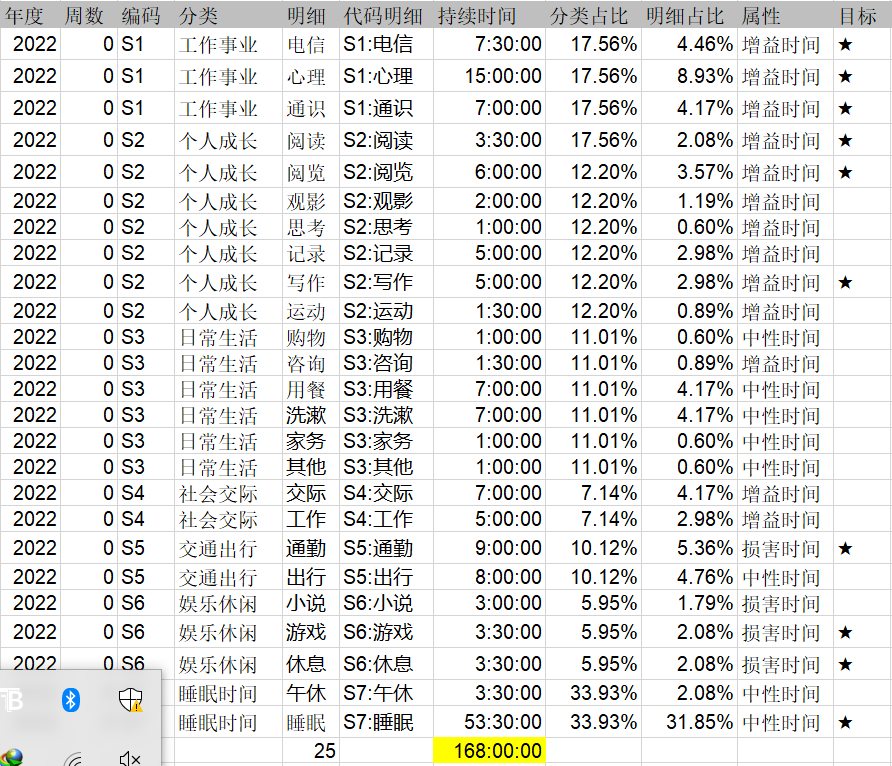 年度 周数 编码 分类 明细 代码明细 持续时间 分类占比 明细占比 属性 目标
2022 0 S1 工作事业 电信 S1:电信 7:30:00 17.56% 4.46% 增益时间 ★
2022 0 S1 工作事业 心理 S1:心理 15:00:00 17.56% 8.93% 增益时间 ★
2022 0 S1 工作事业 通识 S1:通识 7:00:00 17.56% 4.17% 增益时间 ★
2022 0 S2 个人成长 阅读 S2:阅读 3:30:00 17.56% 2.08% 增益时间 ★
2022 0 S2 个人成长 阅览 S2:阅览 6:00:00 12.20% 3.57% 增益时间 ★
2022 0 S2 个人成长 观影 S2:观影 2:00:00 12.20% 1.19% 增益时间
2022 0 S2 个人成长 思考 S2:思考 1:00:00 12.20% 0.60% 增益时间
2022 0 S2 个人成长 记录 S2:记录 5:00:00 12.20% 2.98% 增益时间
2022 0 S2 个人成长 写作 S2:写作 5:00:00 12.20% 2.98% 增益时间 ★
2022 0 S2 个人成长 运动 S2:运动 1:30:00 12.20% 0.89% 增益时间
2022 0 S3 日常生活 购物 S3:购物 1:00:00 11.01% 0.60% 中性时间
2022 0 S3 日常生活 咨询 S3:咨询 1:30:00 11.01% 0.89% 增益时间
2022 0 S3 日常生活 用餐 S3:用餐 7:00:00 11.01% 4.17% 中性时间
2022 0 S3 日常生活 洗漱 S3:洗漱 7:00:00 11.01% 4.17% 中性时间
2022 0 S3 日常生活 家务 S3:家务 1:00:00 11.01% 0.60% 中性时间
2022 0 S3 日常生活 其他 S3:其他 1:00:00 11.01% 0.60% 中性时间
2022 0 S4 社会交际 交际 S4:交际 7:00:00 7.14% 4.17% 增益时间
2022 0 S4 社会交际 工作 S4:工作 5:00:00 7.14% 2.98% 增益时间
2022 0 S5 交通出行 通勤 S5:通勤 9:00:00 10.12% 5.36% 损害时间 ★
2022 0 S5 交通出行 出行 S5:出行 8:00:00 10.12% 4.76% 中性时间
2022 0 S6 娱乐休闲 小说 S6:小说 3:00:00 5.95% 1.79% 损害时间
2022 0 S6 娱乐休闲 游戏 S6:游戏 3:30:00 5.95% 2.08% 损害时间 ★
2022 0 S6 娱乐休闲 休息 S6:休息 3:30:00 5.95% 2.08% 损害时间 ★
睡眠时间 午休 S7:午休 3:30:00 33.93% 2.08% 中性时间
睡眠时间 睡眠 S7:睡眠 53:30:00 33.93% 31.85% 中性时间 ★
25 168:00:00